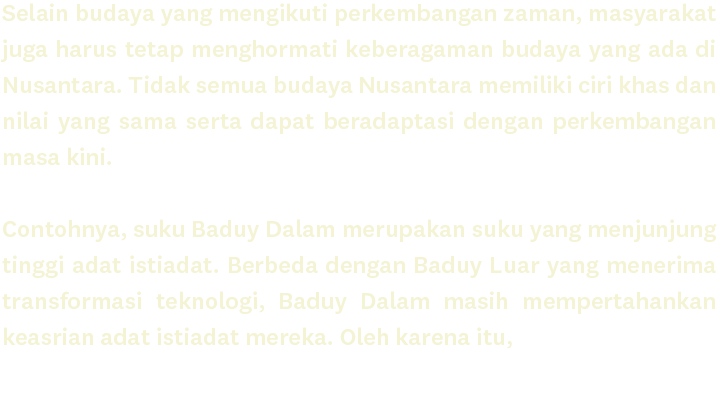 Selain budaya yang mengikuti perkembangan zaman, masyarakat
juga harus tetap menghormati keberagaman budaya yang ada di
Nusantara. Tidak semua budaya Nusantara memiliki ciri khas dan
nilai yang sama serta dapat beradaptasi dengan perkembangan
masa kini.
Contohnya, suku Baduy Dalam merupakan suku yang menjunjung
tinggi adat istiadat. Berbeda dengan Baduy Luar yang menerima
transformasi teknologi, Baduy Dalam masih mempertahankan
keasrian adat istiadat mereka. Oleh karena itu,